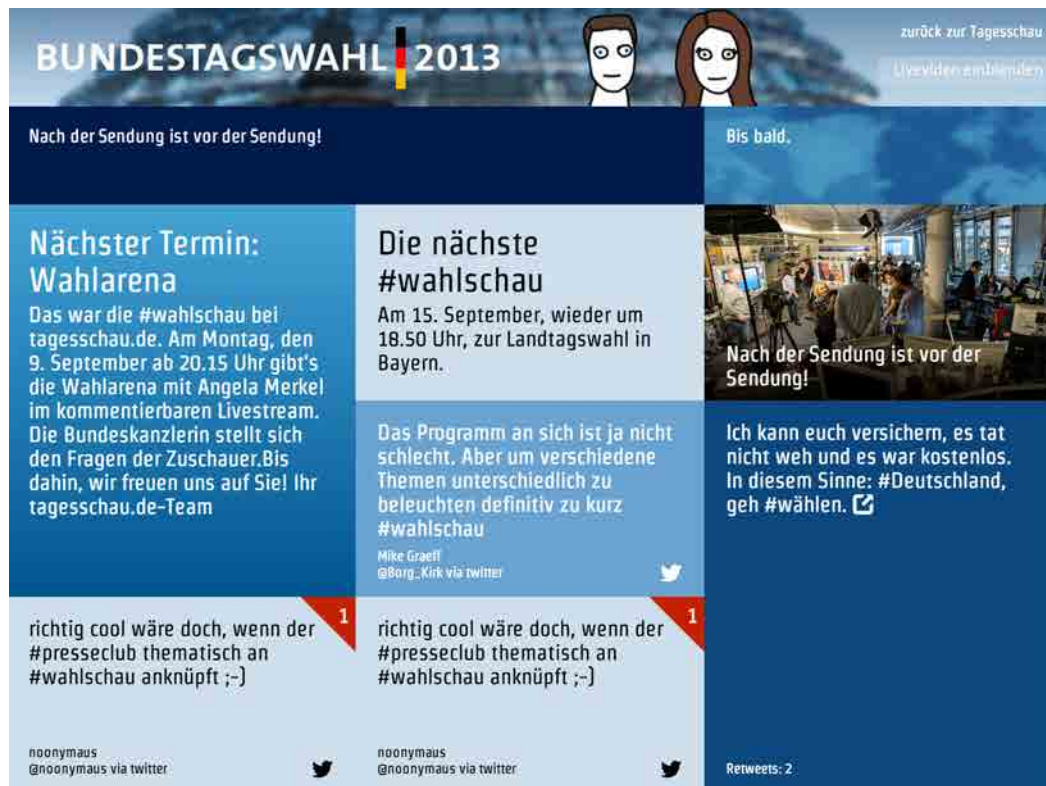 BUNDESTAGSWAHL 2013
zurück zur Tagesschau
Livevideo einblenden
Nach der Sendung ist vor der Sendung!
Bis bald.
Nächster Termin:
Wahlarena
Das war die #wahlschau bei
tagesschau.de. Am Montag, den
9. September ab 20.15 Uhr gibt's
die Wahlarena mit Angela Merkel
im kommentierbaren Livestream.
Die Bundeskanzlerin stellt sich
den Fragen der Zuschauer.Bis
dahin, wir freuen uns auf Sie! Ihr
tagesschau.de-Team
Die nächste
#wahlschau
Am 15. September, wieder um
18.50 Uhr, zur Landtagswahl in
Bayern.
Nach der Sendung ist vor der
Sendung!
Das Programm an sich ist ja nicht
schlecht. Aber um verschiedene
Themen unterschiedlich zu
beleuchten definitiv zu kurz
#wahlschau
Mike Graeff
@Borg_Kirk via twitter
Ich kann euch versichern, es tat
nicht weh und es war kostenlos.
In diesem Sinne: #Deutschland,
geh #wählen.
richtig cool wäre doch, wenn der
#presseclub thematisch an
#wahlschau anknüpft ;-)
1
noonymaus
@noonymaus via twitter
richtig cool wäre doch, wenn der
#presseclub thematisch an
#wahlschau anknüpft ;-)
1
noonymaus
@noonymaus via twitter
Retweets: 2